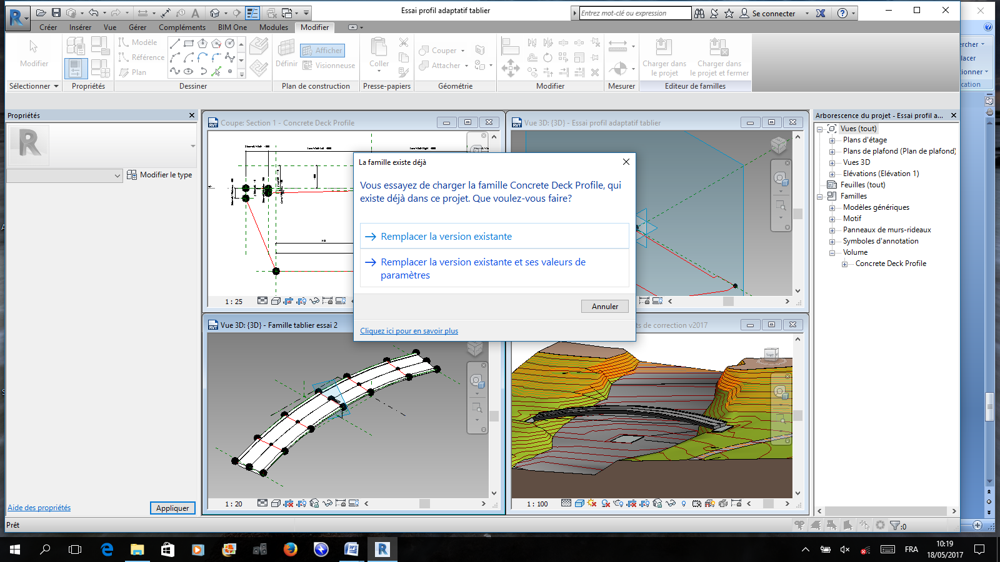 Essai profil adaptatif tablier
Entrez mot-clé ou expression
Se connecter
Créer Insérer Vue Gérer Compléments BIM One Modules Modifier
Modifier
Modèle
Référence
Plan
Définir
Afficher
Visionneuse
Coller
Couper
Attacher
Charger dans
le projet
Charger dans
le projet et fermer
Sélectionner Propriétés Dessiner Plan de construction Presse-papiers Géométrie Modifier Mesurer Editeur de familles
Propriétés
Modifier le type
Aide des propriétés
Appliquer
Prêt
Coupe: Section 1 - Concrete Deck Profile
1 : 25
Vue 3D: {3D} - Essai profil adaptatif tablier
La famille existe déjà
Vous essayez de charger la famille Concrete Deck Profile, qui
existe déjà dans ce projet. Que voulez-vous faire?
Remplacer la version existante
Remplacer la version existante et ses valeurs de
paramètres
Annuler
Cliquez ici pour en savoir plus
Vue 3D: {3D} - Famille tablier essai 2
1 : 20
ts de correction v2017
1 : 100
Arborescence du projet - Essai profil a...
Vues (tout)
Plans d'étage
Plans de plafond (Plan de plafond)
Vues 3D
Elévations (Elévation 1)
Feuilles (tout)
Familles
Modèles génériques
Motif
Panneaux de murs-rideaux
Symboles d'annotation
Volume
Concrete Deck Profile
:0
ercher
lacer
ionner
cation
FRA
10:19
18/05/2017